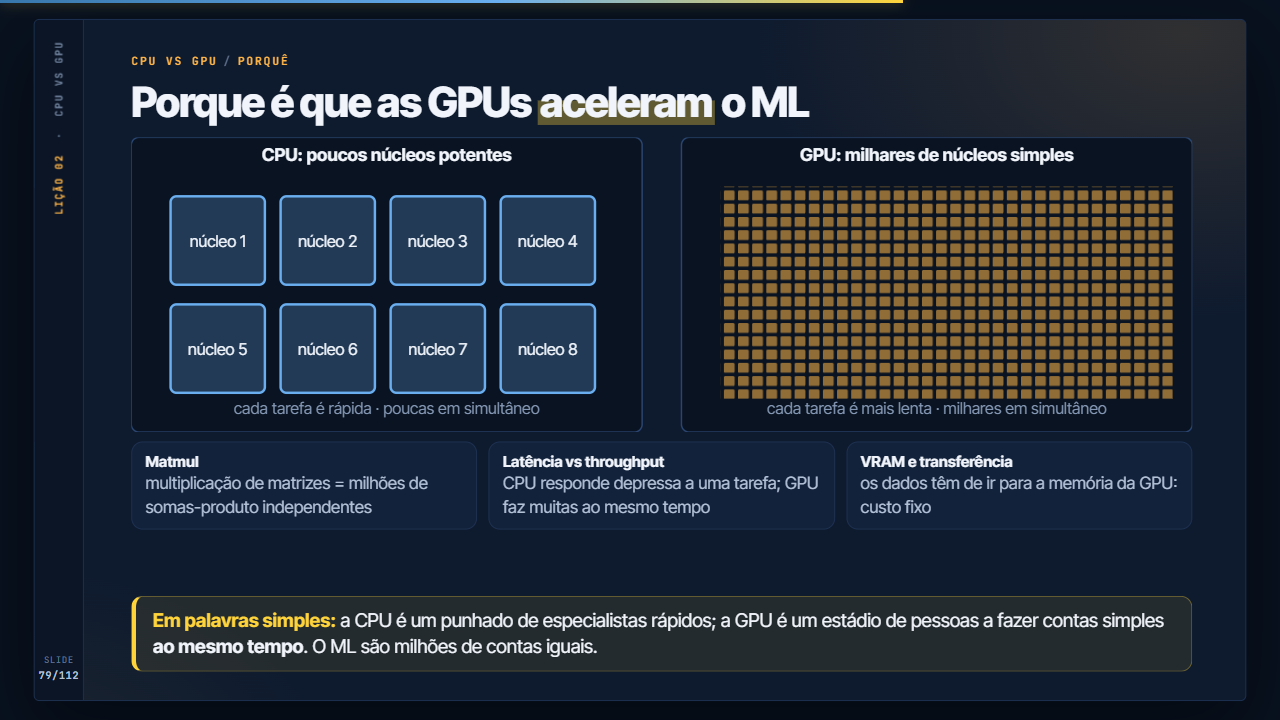 CPU VS GPU / PORQUÊ
Porque é que as GPUs aceleram o ML
LIÇÃO 02 · CPU VS GPU
CPU: poucos núcleos potentes
núcleo 1
núcleo 2
núcleo 3
núcleo 4
núcleo 5
núcleo 6
núcleo 7
núcleo 8
cada tarefa é rápida · poucas em simultâneo
GPU: milhares de núcleos simples
cada tarefa é mais lenta · milhares em simultâneo
Matmul
multiplicação de matrizes = milhões de
somas-produto independentes
Latência vs throughput
CPU responde depressa a uma tarefa; GPU
faz muitas ao mesmo tempo
VRAM e transferência
os dados têm de ir para a memória da GPU:
custo fixo
Em palavras simples: a CPU é um punhado de especialistas rápidos; a GPU é um estádio de pessoas a fazer contas simples
ao mesmo tempo. O ML são milhões de contas iguais.
SLIDE
79/112